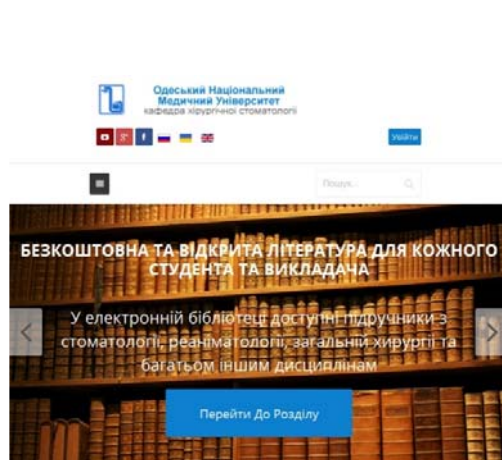 Одеський Національний
Медичний Університет
кафедра хірургічної стоматології
Увійти
Пошук...
БЕЗКОШТОВНА ТА ВІДКРИТА ЛІТЕРАТУРА ДЛЯ КОЖНОГО
СТУДЕНТА ТА ВИКЛАДАЧА
У електронній бібліотеці доступні підручники з
стоматології, реаніматології, загальній хирургії та
багатьом іншим дисциплінам
Перейти До Розділу